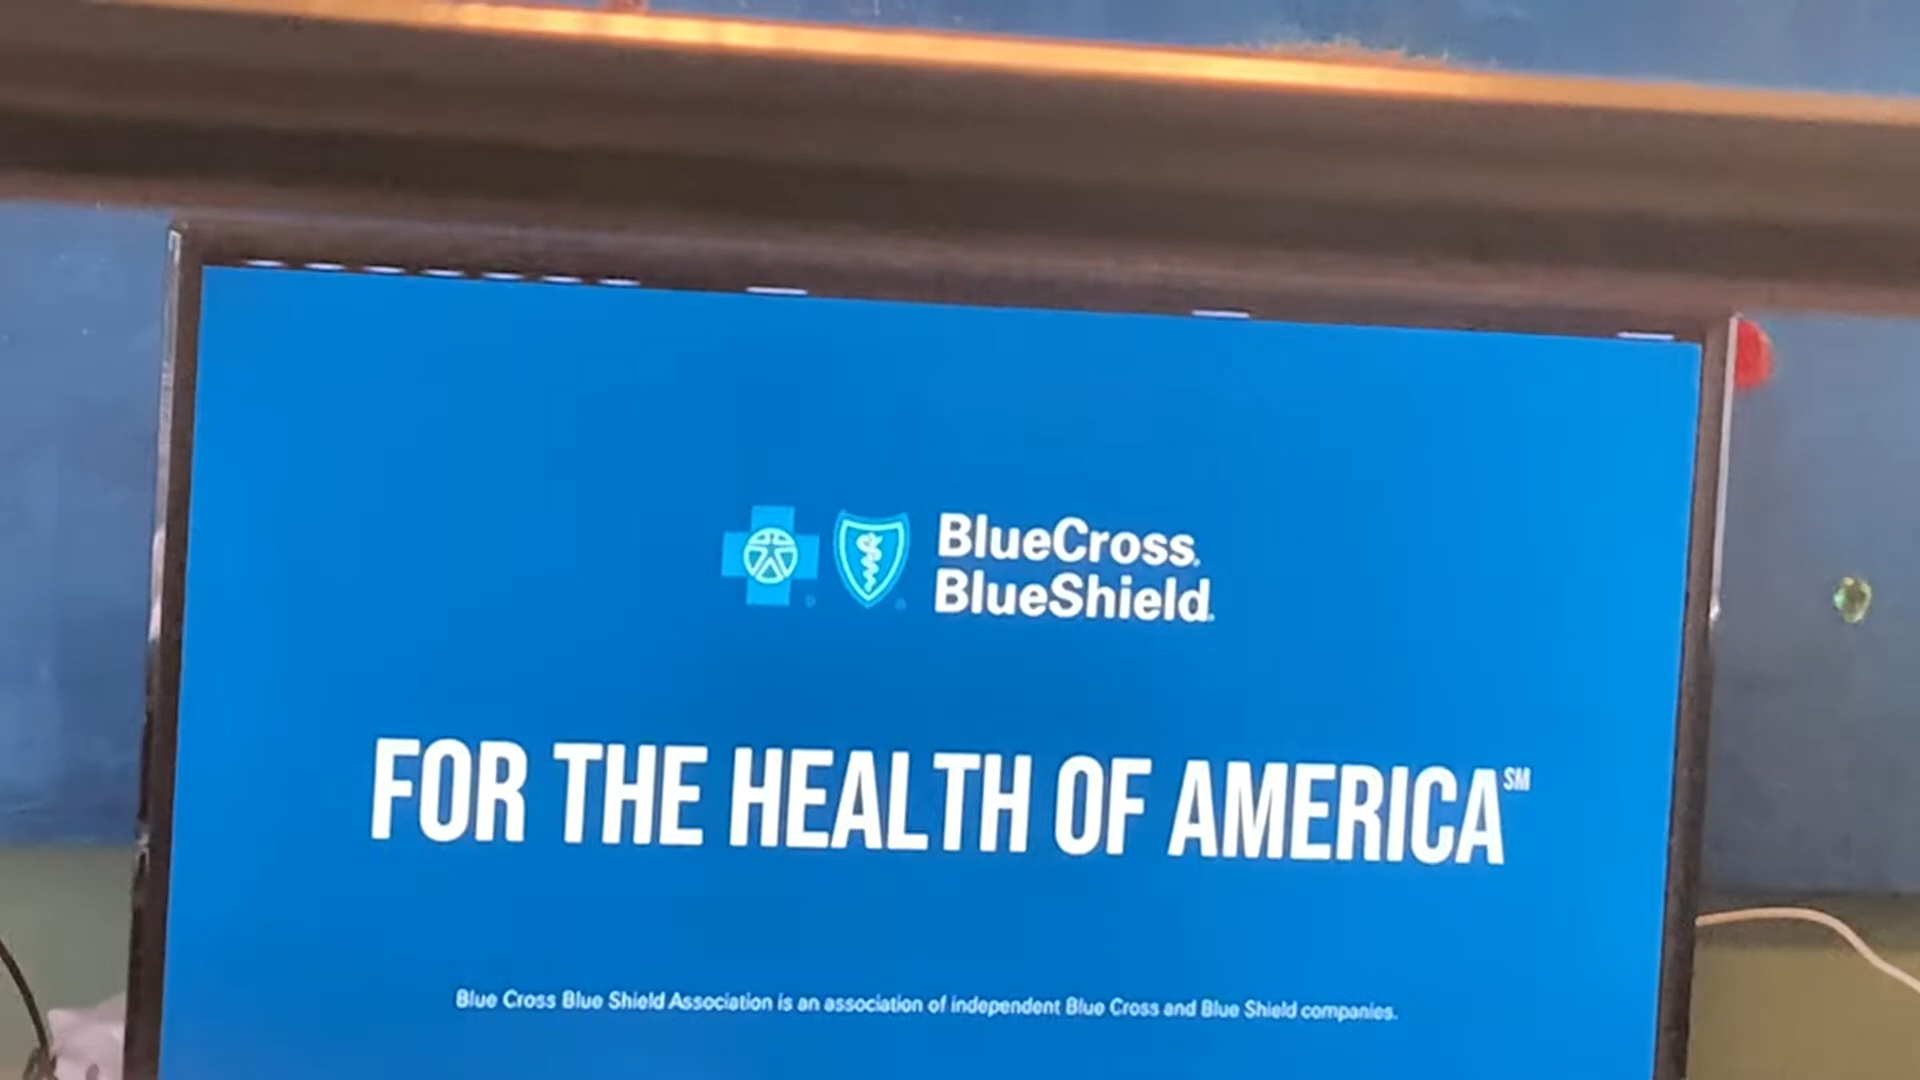 BlueCross®
BlueShield®
FOR THE HEALTH OF AMERICA℠
Blue Cross Blue Shield Association is an association of independent Blue Cross and Blue Shield companies.